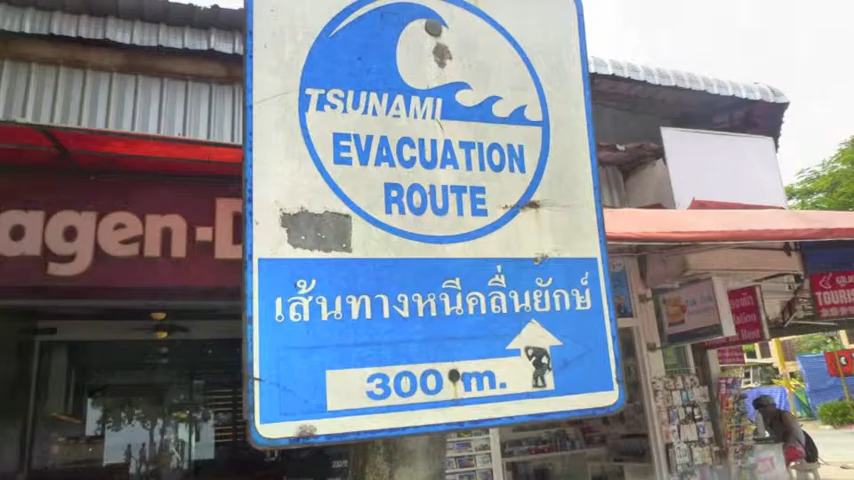 TSUNAMI
EVACUATION
ROUTE
เส้นทางหนีคลื่นยักษ์
300 m.
agen-D
TOURIS